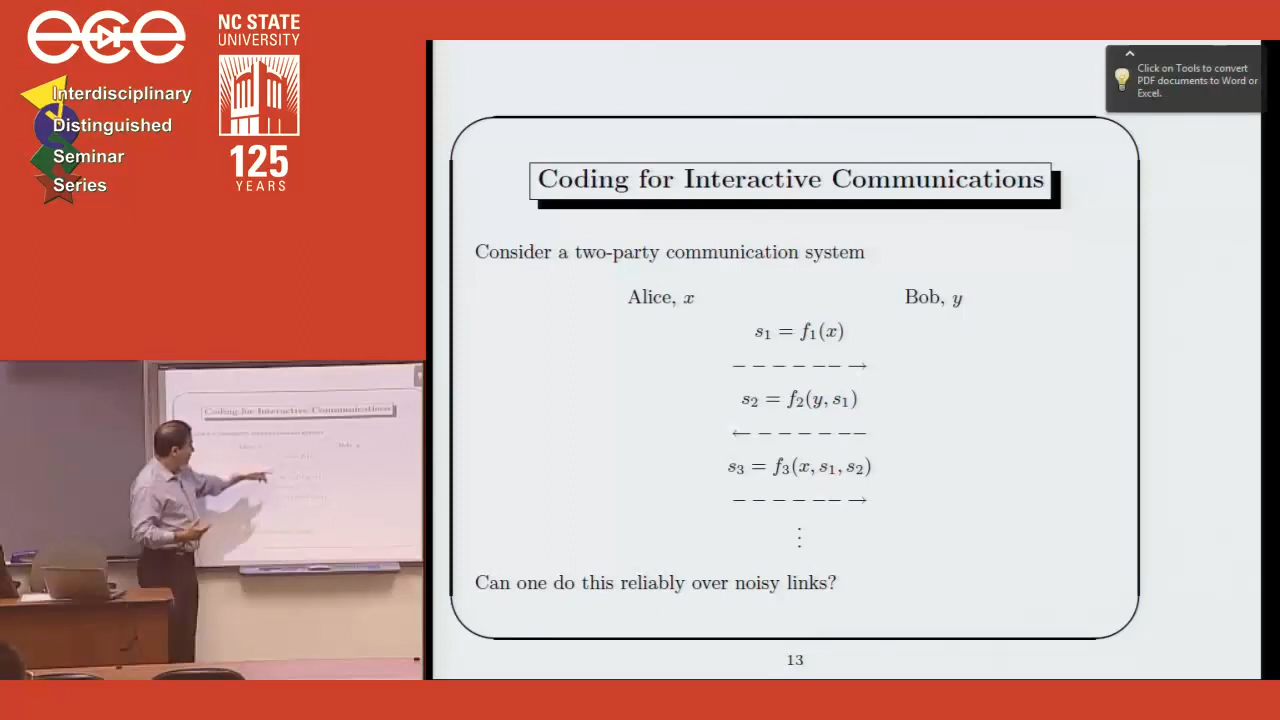 ece
Interdisciplinary
Distinguished
Seminar
Series
NC STATE
UNIVERSITY
125
YEARS
Click on Tools to convert
PDF documents to Word or
Excel.
Coding for Interactive Communications
Consider a two-party communication system
Alice, x Bob, y
s₁ = f₁(x)
− − − − − − →
s₂ = f₂(y, s₁)
← − − − − − −
s₃ = f₃(x, s₁, s₂)
− − − − − − →
⋮
Can one do this reliably over noisy links?
13
Coding for Interactive Communications